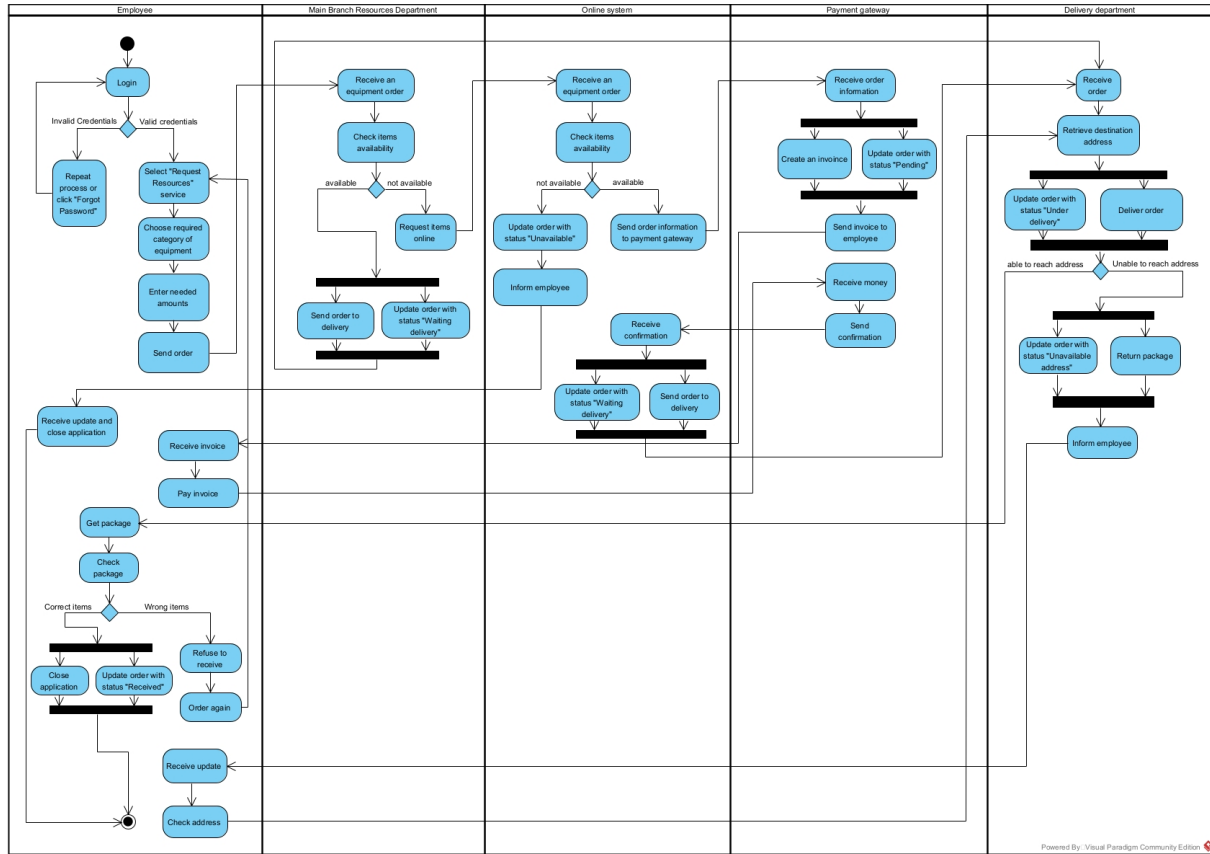 Employee
Main Branch Resources Department
Online system
Payment gateway
Delivery department
Login
Invalid Credentials
Valid credentials
Repeat
process or
click "Forgot
Password"
Select "Request
Resources"
service
Choose required
category of
equipment
Enter needed
amounts
Send order
Receive update and
close application
Receive invoice
Pay invoice
Get package
Check
package
Correct items
Wrong items
Close
application
Update order with
status "Received"
Refuse to
receive
Order again
Receive update
Check address
Receive an
equipment order
Check items
availability
available
not available
Request items
online
Send order to
delivery
Update order with
status "Waiting
delivery"
Receive an
equipment order
Check items
availability
not available
available
Update order with
status "Unavailable"
Send order information
to payment gateway
Inform employee
Receive
confirmation
Update order with
status "Waiting
delivery"
Send order to
delivery
Receive order
information
Create an invoince
Update order with
status "Pending"
Send invoice to
employee
Receive money
Send
confirmation
Receive
order
Retrieve destination
address
Update order with
status "Under
delivery"
Deliver order
able to reach address
Unable to reach address
Update order with
status "Unavailable
address"
Return package
Inform employee
Powered By: Visual Paradigm Community Edition